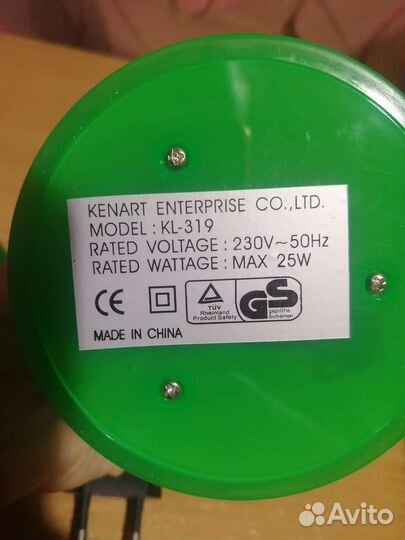 KENART ENTERPRISE CO.,LTD.
MODEL : KL-319
RATED VOLTAGE : 230V~50Hz
RATED WATTAGE : MAX 25W
CE
TÜV
Rheinland
Product Safety
GS
geprüfte
Sicherheit
MADE IN CHINA
Avito